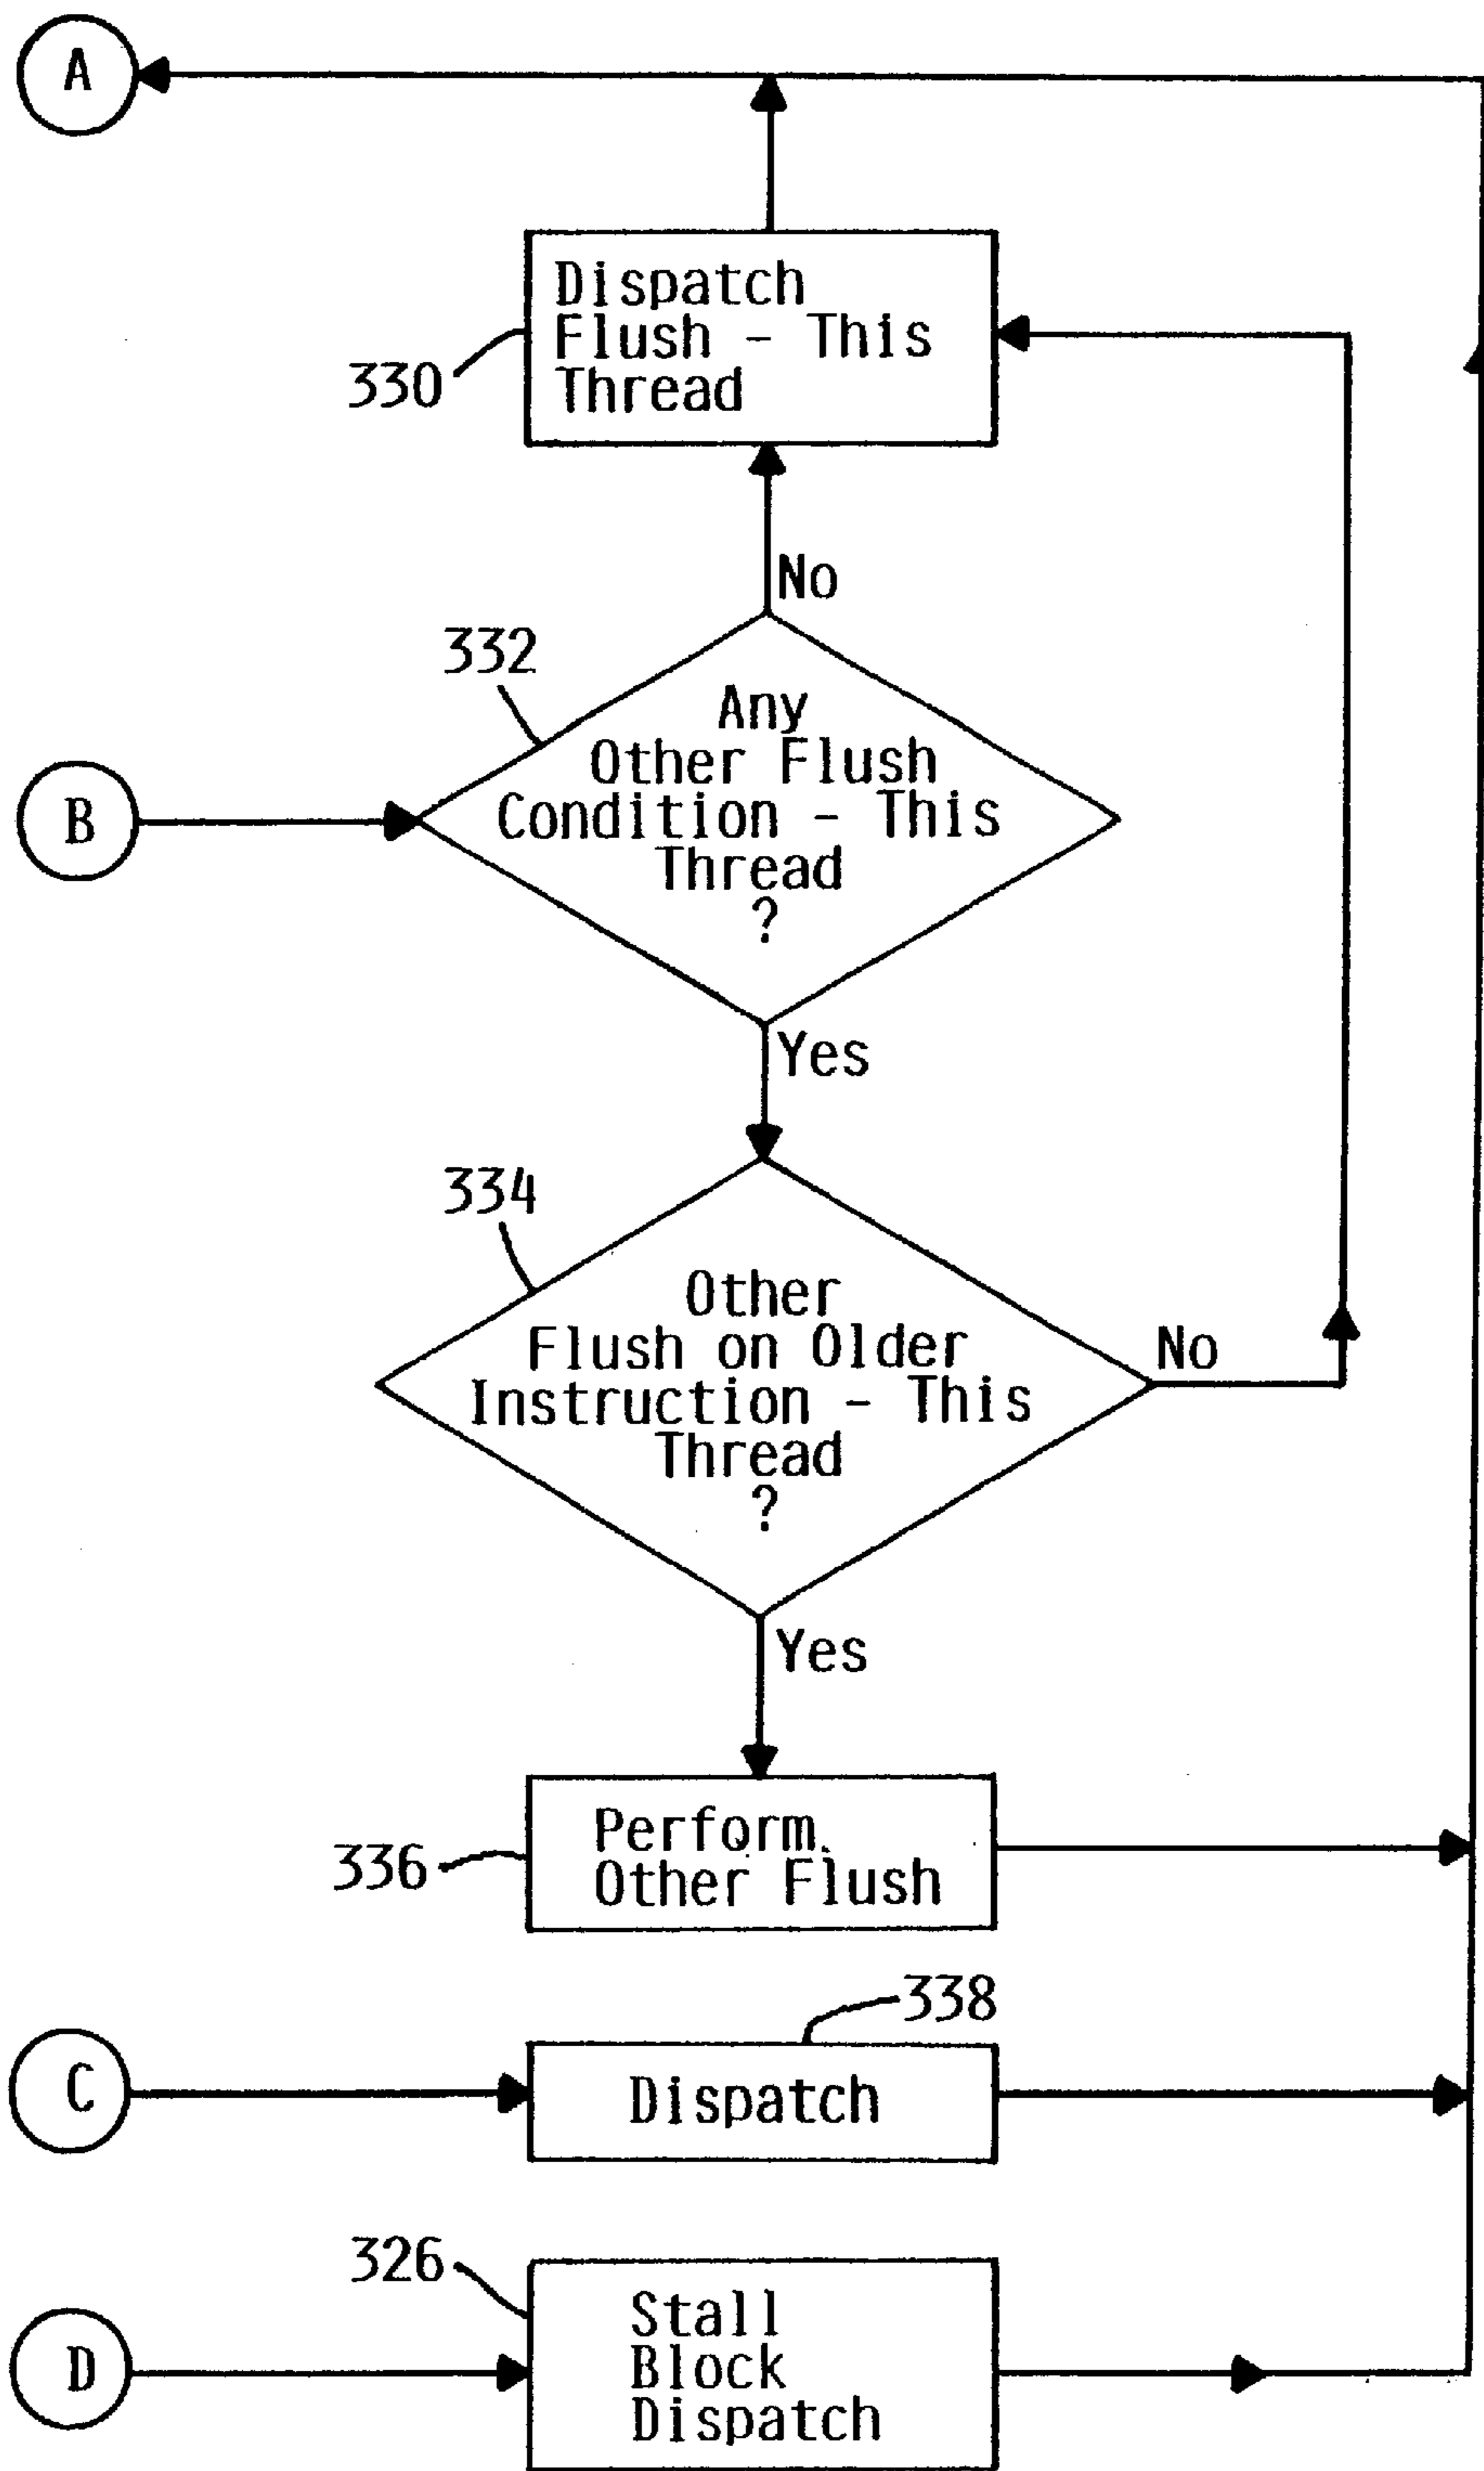 A
Dispatch
Flush - This
Thread
330
No
332
Any
Other Flush
Condition - This
Thread
?
B
Yes
334
Other
Flush on Older
Instruction - This
Thread
?
No
Yes
Perform
Other Flush
336
338
C
Dispatch
326
Stall
Block
Dispatch
D